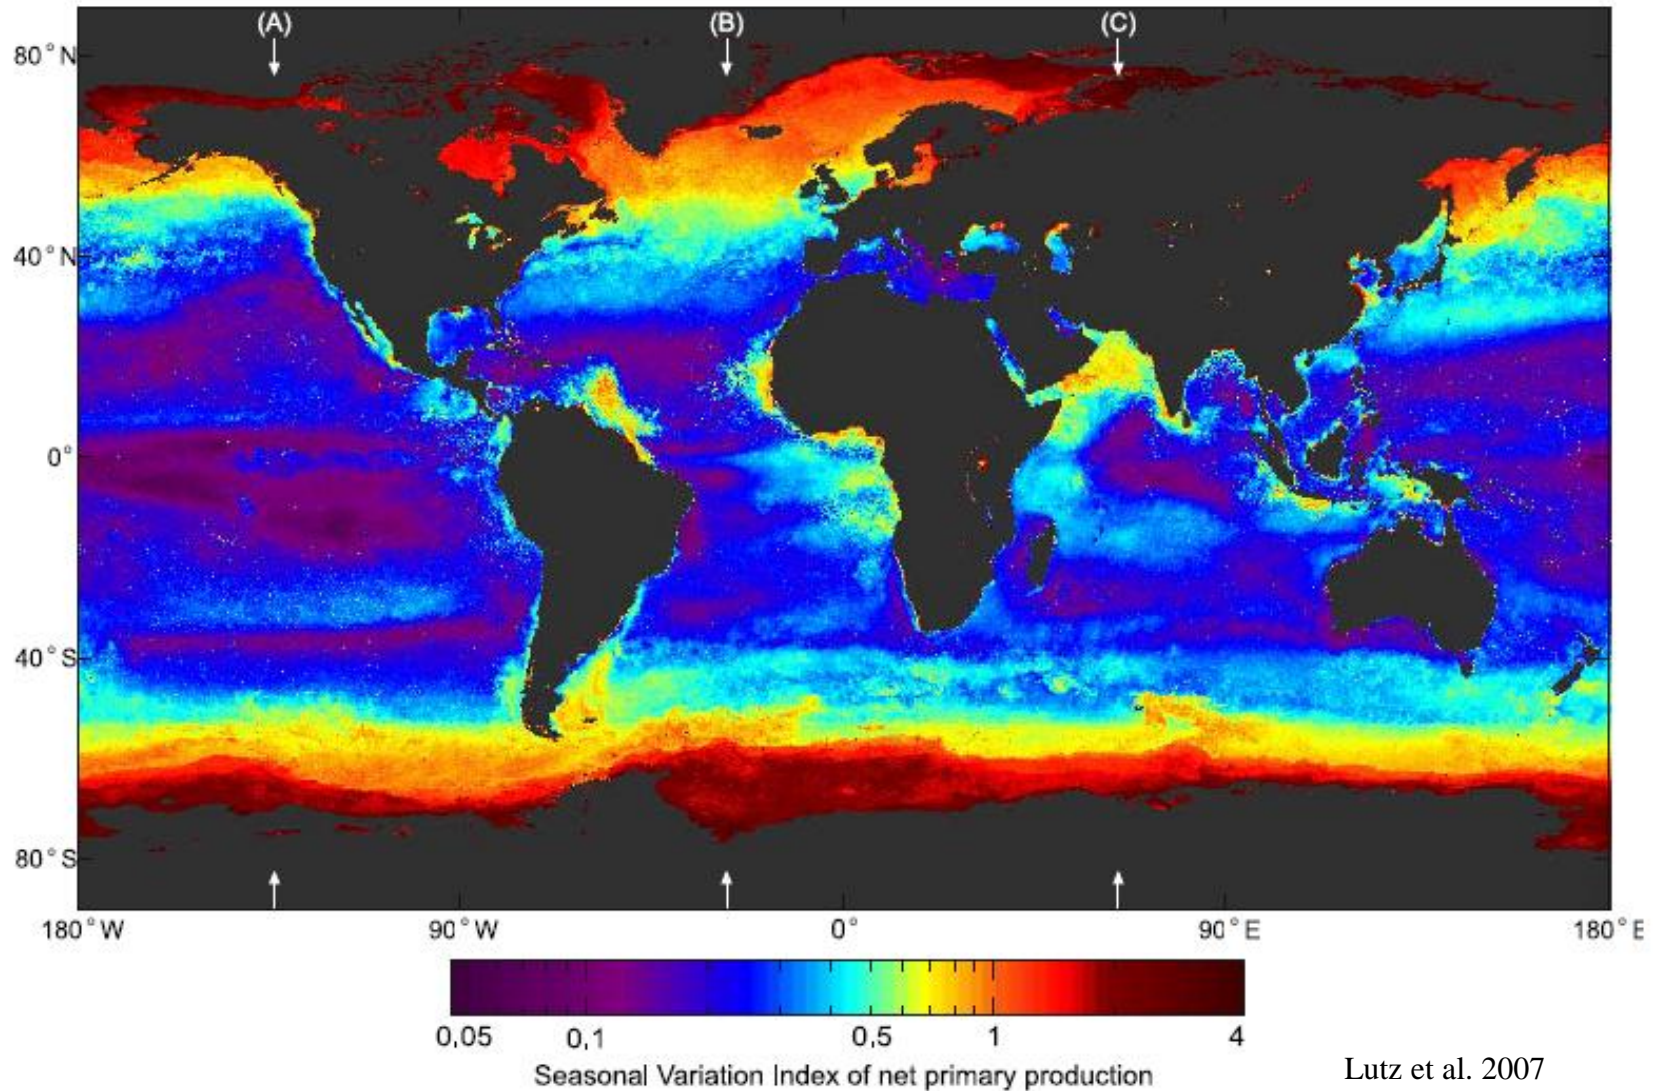 (A) (B) (C)
80°N
40°N
0°
40°S
80°S
180°W 90°W 0° 90°E 180°E
0,05 0,1 0,5 1 4
Seasonal Variation Index of net primary production
Lutz et al. 2007